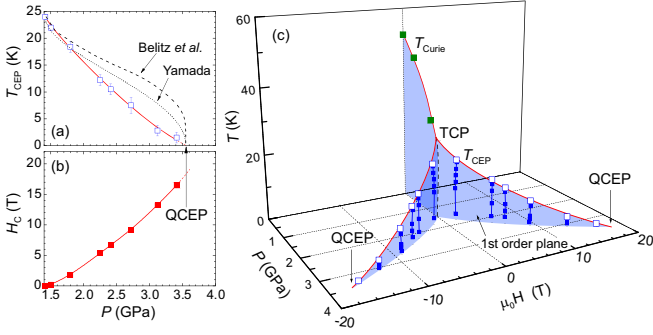 25
20
15
10
5
0
T_CEP (K)
Belitz et al.
Yamada
(a)
20
15
10
5
0
H_C (T)
(b)
QCEP
1.5 2.0 2.5 3.0 3.5 4.0
P (GPa)
(c)
60
40
20
0
T (K)
T_Curie
TCP
T_CEP
QCEP
QCEP
1st order plane
1
2
3
4
P (GPa)
-20
-10
0
10
20
μ₀H (T)